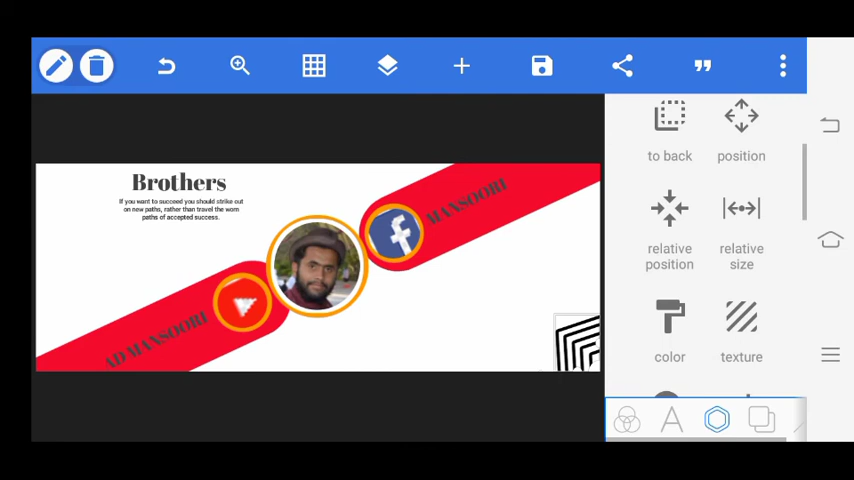 Brothers
If you want to succeed you should strike out
on new paths, rather than travel the worn
paths of accepted success.
MANSOORI
AD MANSOORI
to back
position
relative
position
relative
size
color
texture